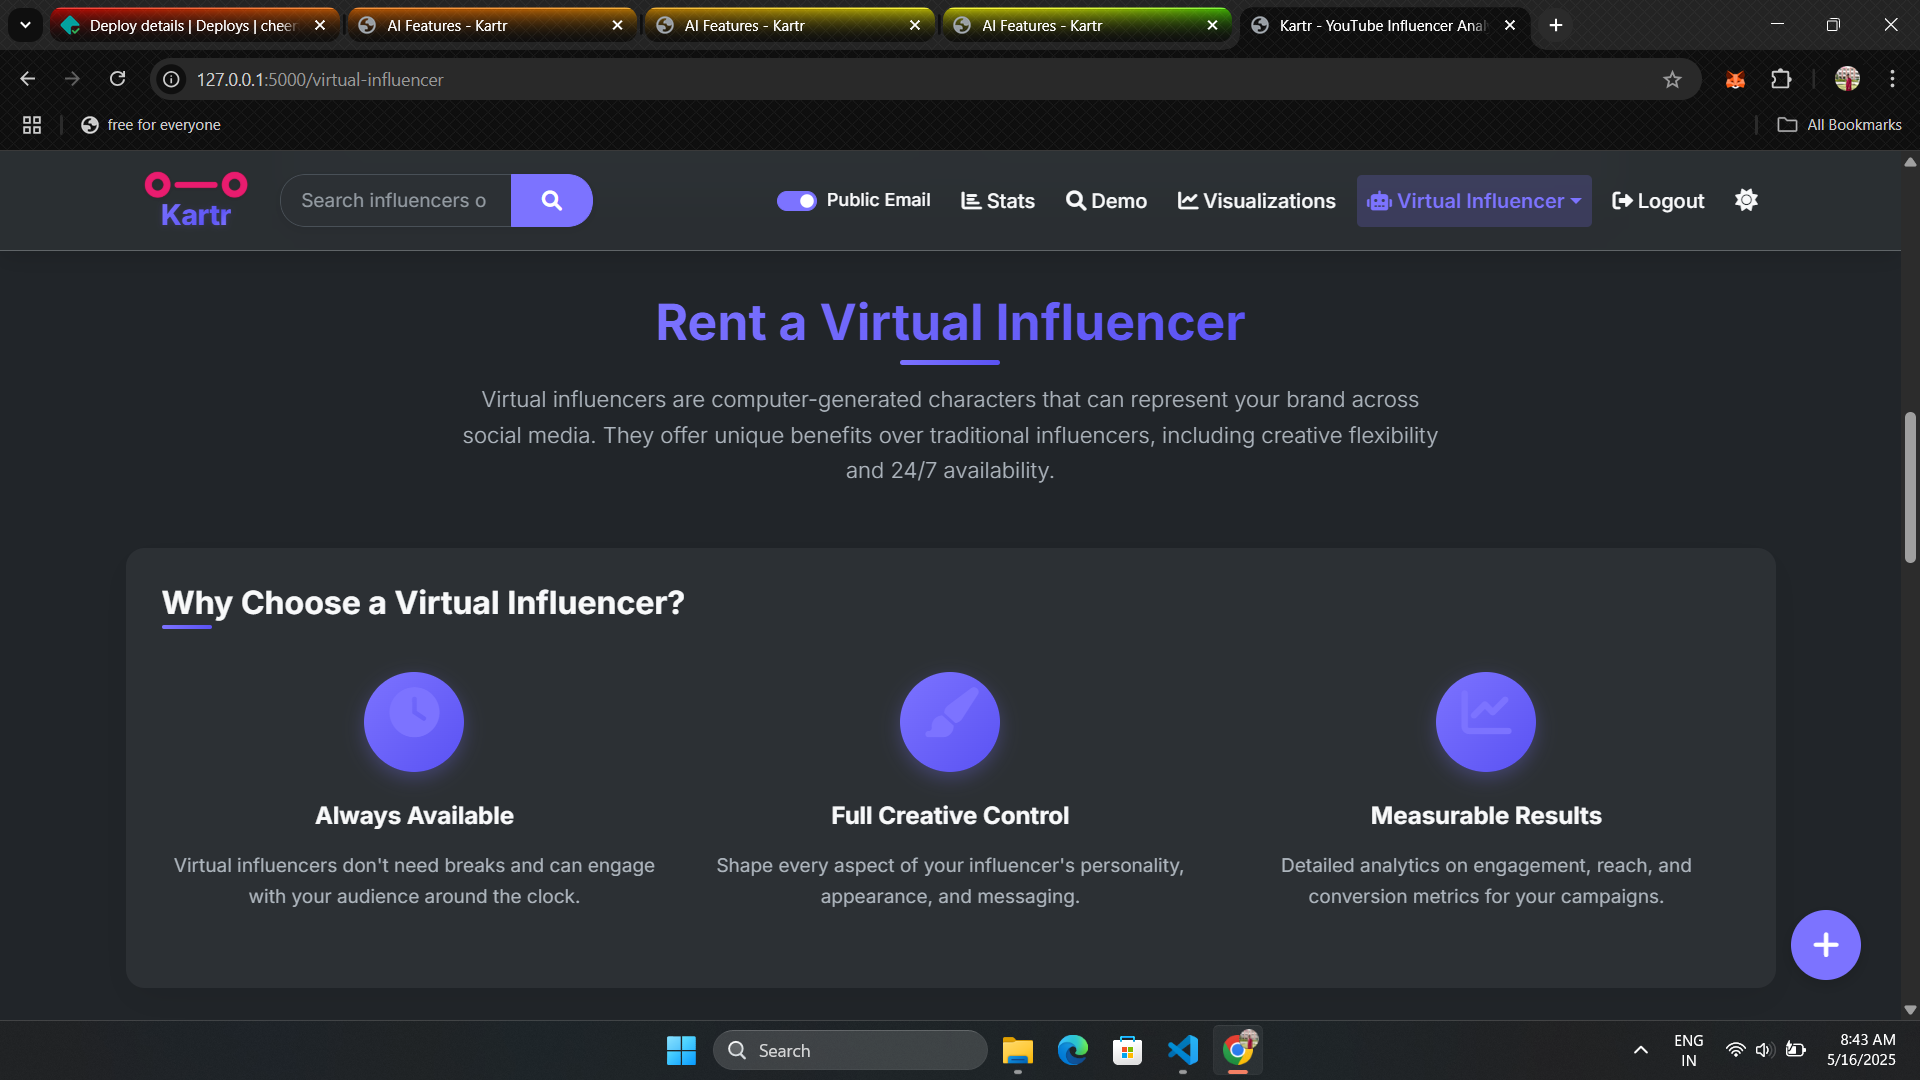 Deploy details | Deploys | cheer
AI Features - Kartr
AI Features - Kartr
AI Features - Kartr
Kartr - YouTube Influencer Anal
127.0.0.1:5000/virtual-influencer
free for everyone
All Bookmarks
Kartr
Search influencers o
Public Email
Stats
Demo
Visualizations
Virtual Influencer
Logout
Rent a Virtual Influencer
Virtual influencers are computer-generated characters that can represent your brand across
social media. They offer unique benefits over traditional influencers, including creative flexibility
and 24/7 availability.
Why Choose a Virtual Influencer?
Always Available
Virtual influencers don't need breaks and can engage
with your audience around the clock.
Full Creative Control
Shape every aspect of your influencer's personality,
appearance, and messaging.
Measurable Results
Detailed analytics on engagement, reach, and
conversion metrics for your campaigns.
Search
ENG
IN
8:43 AM
5/16/2025